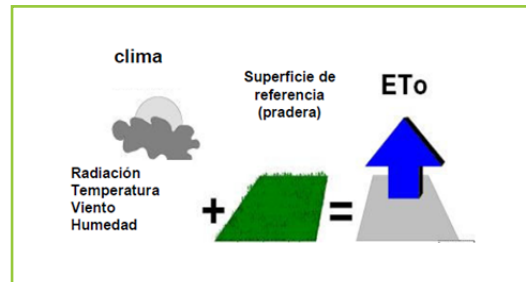 clima
Superficie de
referencia
(pradera)
ETo
Radiación
Temperatura
Viento
Humedad
+
=